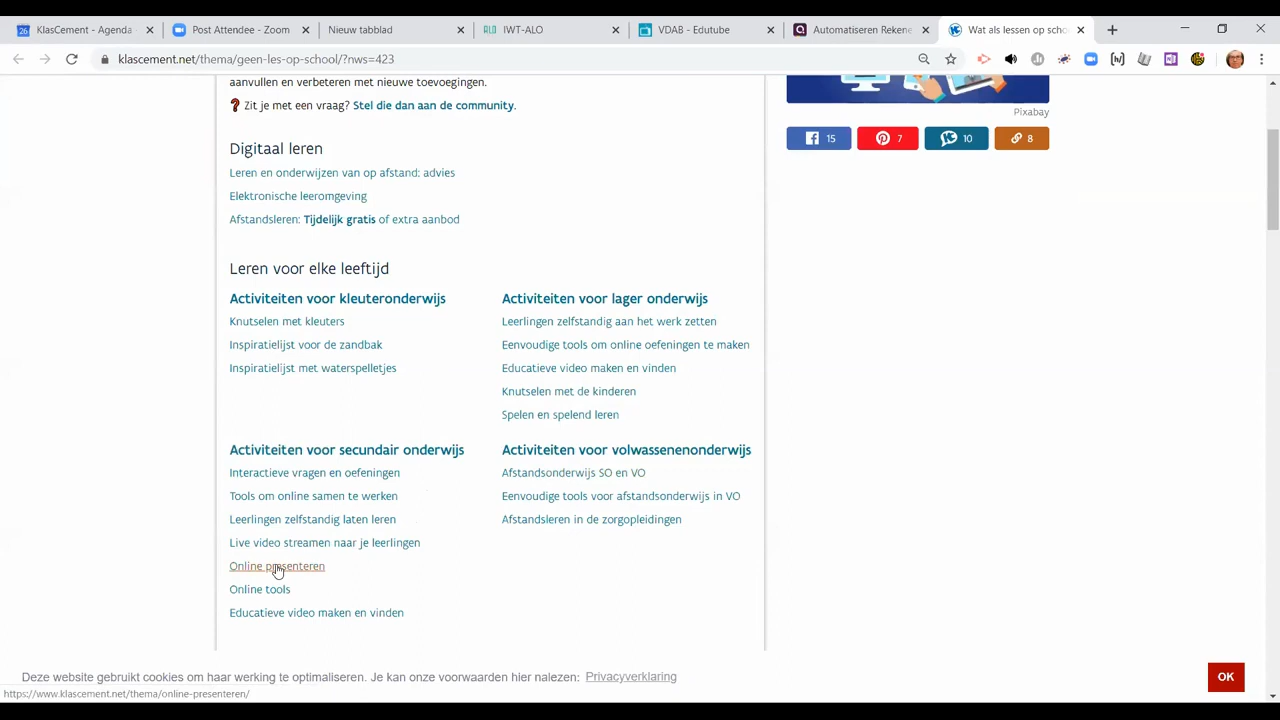 KlasCement - Agenda
Post Attendee - Zoom
Nieuw tabblad
IWT-ALO
VDAB - Edutube
Automatiseren Rekene
Wat als lessen op scho
klascement.net/thema/geen-les-op-school/?nws=423
aanvullen en verbeteren met nieuwe toevoegingen.
Zit je met een vraag? Stel die dan aan de community.
Pixabay
15
7
10
8
Digitaal leren
Leren en onderwijzen van op afstand: advies
Elektronische leeromgeving
Afstandsleren: Tijdelijk gratis of extra aanbod
Leren voor elke leeftijd
Activiteiten voor kleuteronderwijs
Knutselen met kleuters
Inspiratielijst voor de zandbak
Inspiratielijst met waterspelletjes
Activiteiten voor lager onderwijs
Leerlingen zelfstandig aan het werk zetten
Eenvoudige tools om online oefeningen te maken
Educatieve video maken en vinden
Knutselen met de kinderen
Spelen en spelend leren
Activiteiten voor secundair onderwijs
Interactieve vragen en oefeningen
Tools om online samen te werken
Leerlingen zelfstandig laten leren
Live video streamen naar je leerlingen
Online presenteren
Online tools
Educatieve video maken en vinden
Activiteiten voor volwassenenonderwijs
Afstandsonderwijs SO en VO
Eenvoudige tools voor afstandsonderwijs in VO
Afstandsleren in de zorgopleidingen
Deze website gebruikt cookies om haar werking te optimaliseren. Je kan onze voorwaarden hier nalezen: Privacyverklaring
OK
https://www.klascement.net/thema/online-presenteren/